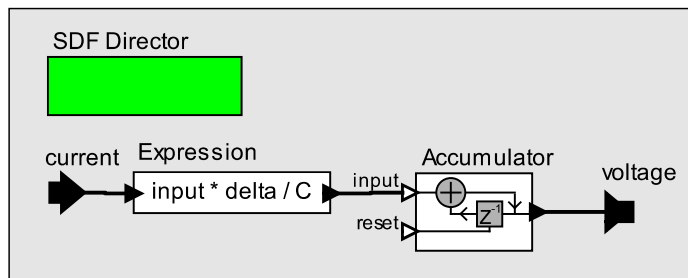 SDF Director
current
Expression
input * delta / C
input
reset
Accumulator
+
Z-1
voltage